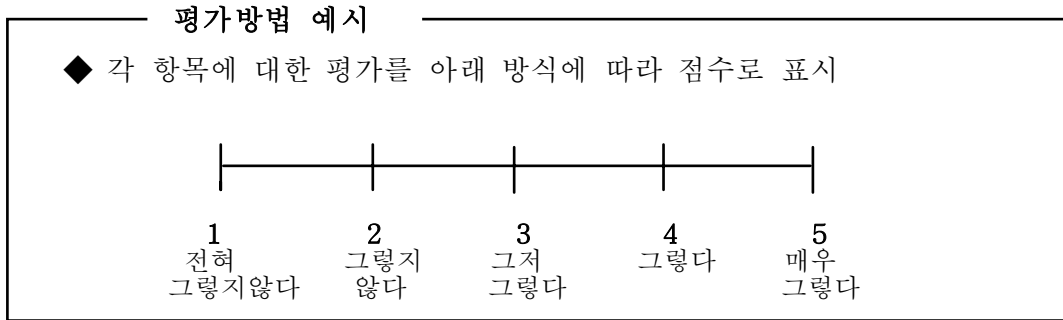 평가방법 예시
◆ 각 항목에 대한 평가를 아래 방식에 따라 점수로 표시
1 2 3 4 5
전혀 그렇지 그저 그렇다 매우
그렇지않다 않다 그렇다 그렇다